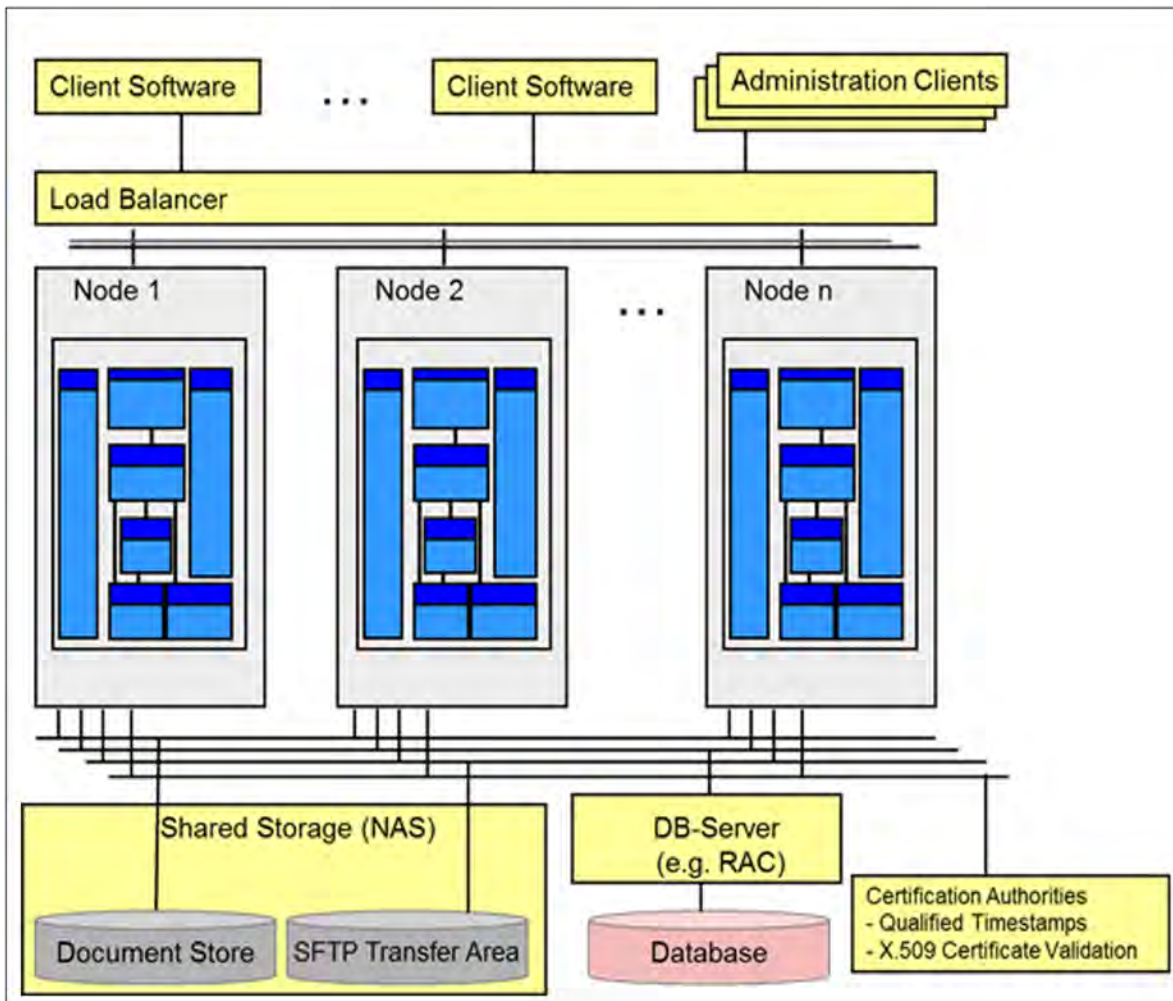 Client Software
...
Client Software
Administration Clients
Load Balancer
Node 1
Node 2
...
Node n
Shared Storage (NAS)
Document Store
SFTP Transfer Area
DB-Server
(e.g. RAC)
Database
Certification Authorities
- Qualified Timestamps
- X.509 Certificate Validation